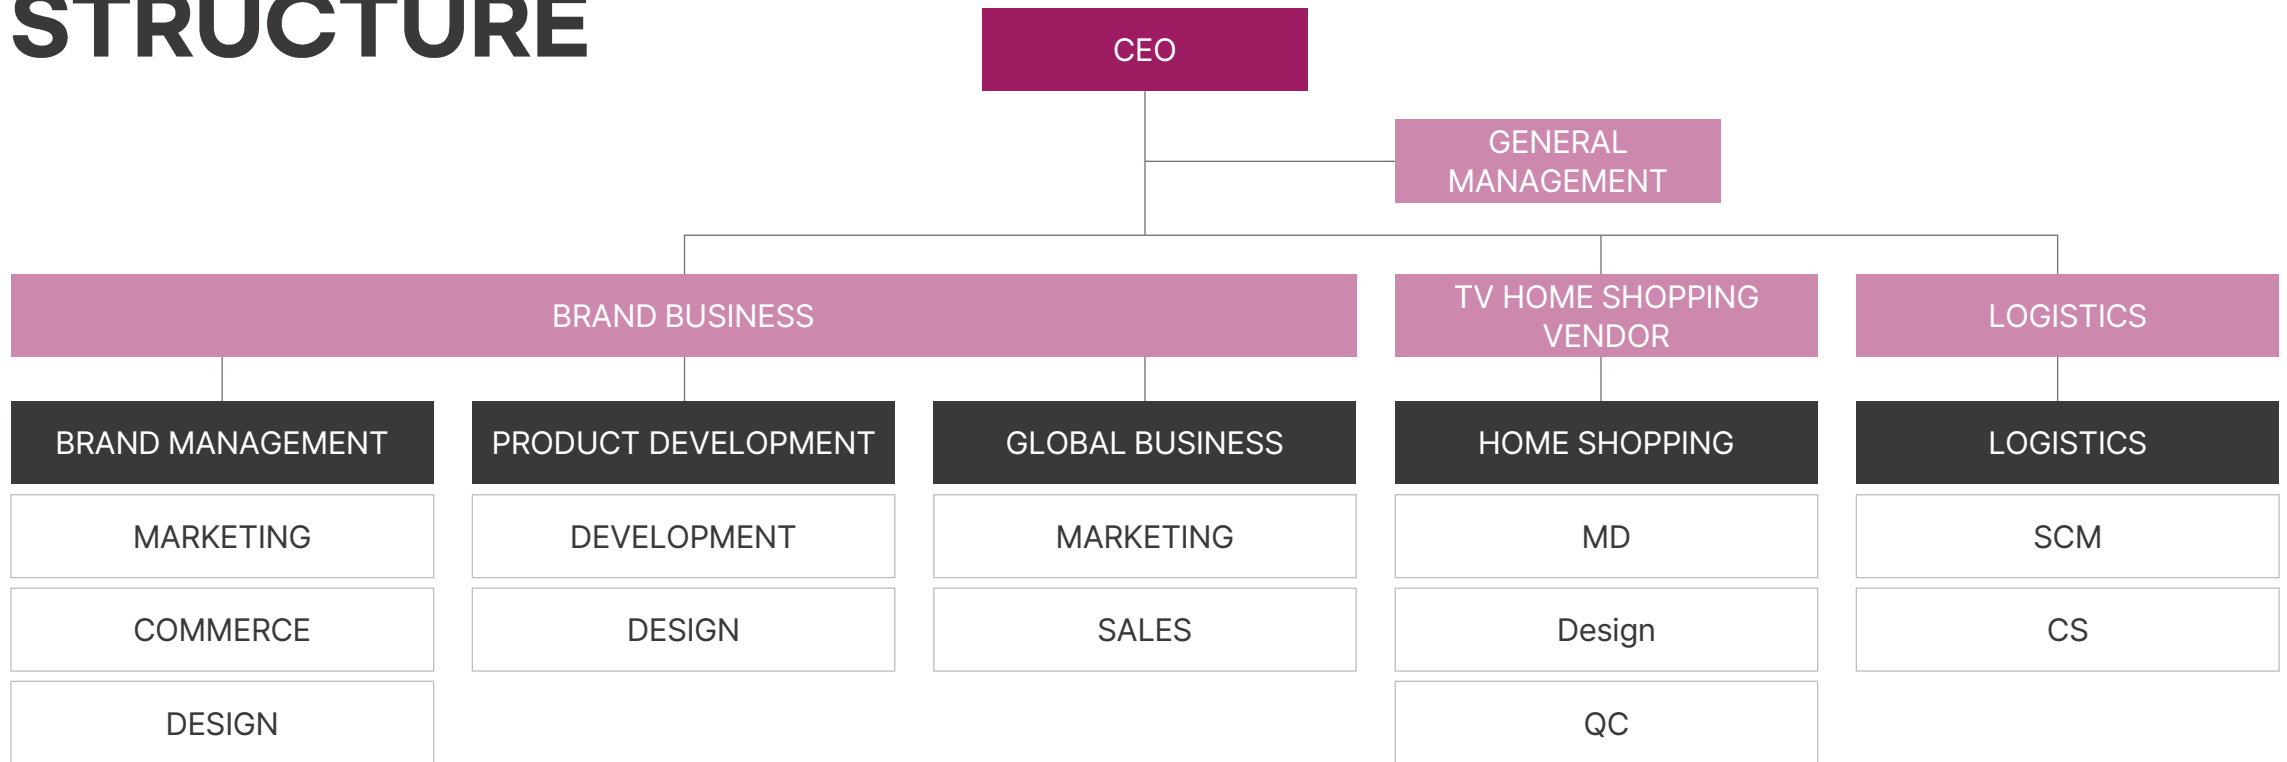 STRUCTURE
CEO
GENERAL
MANAGEMENT
BRAND BUSINESS
TV HOME SHOPPING
VENDOR
LOGISTICS
BRAND MANAGEMENT
PRODUCT DEVELOPMENT
GLOBAL BUSINESS
HOME SHOPPING
LOGISTICS
MARKETING
DEVELOPMENT
MARKETING
MD
SCM
COMMERCE
DESIGN
SALES
Design
CS
DESIGN
QC